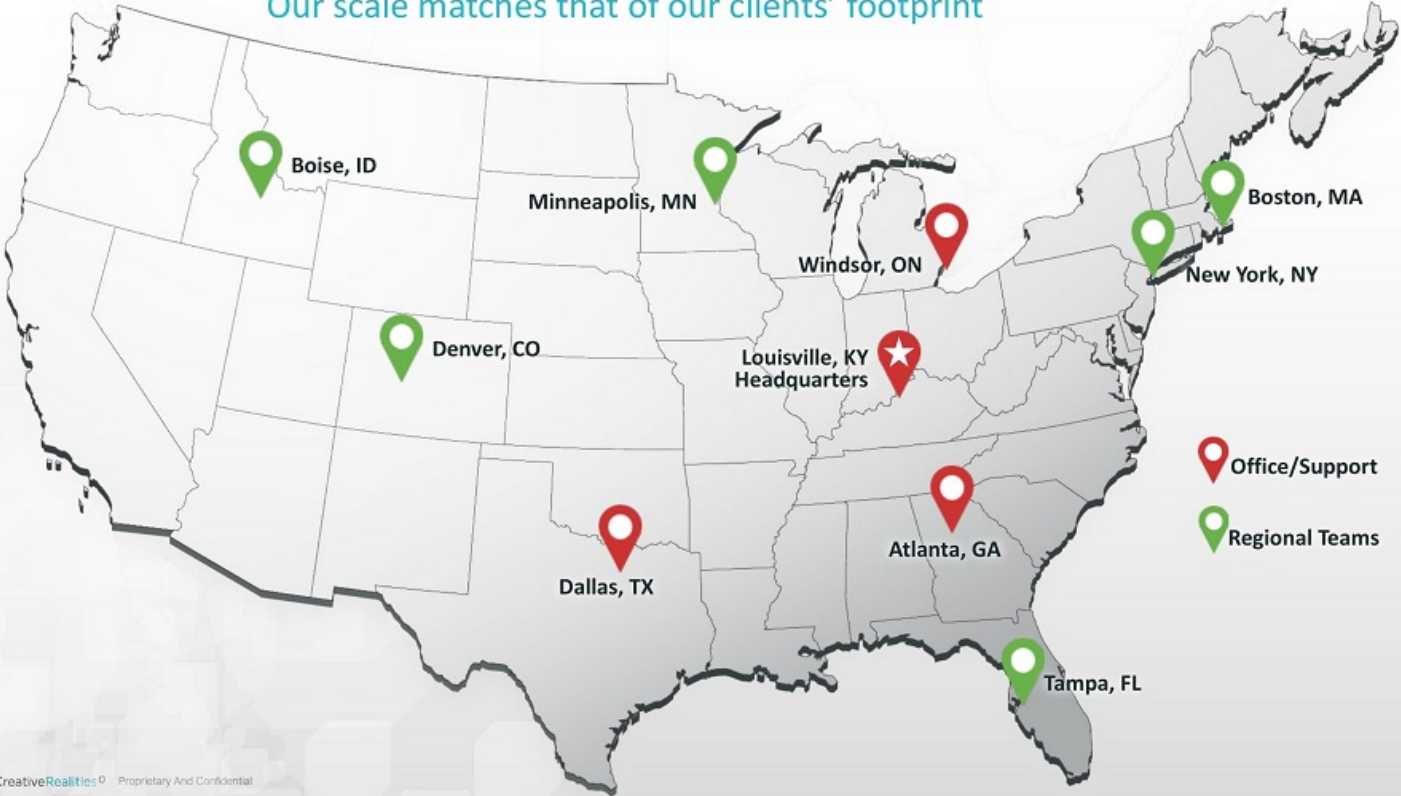 Our scale matches that of our clients' footprint
Boise, ID
Minneapolis, MN
Boston, MA
Windsor, ON
New York, NY
Denver, CO
Louisville, KY
Headquarters
Office/Support
Atlanta, GA
Regional Teams
Dallas, TX
Tampa, FL
CreativeRealities Proprietary And Confidential